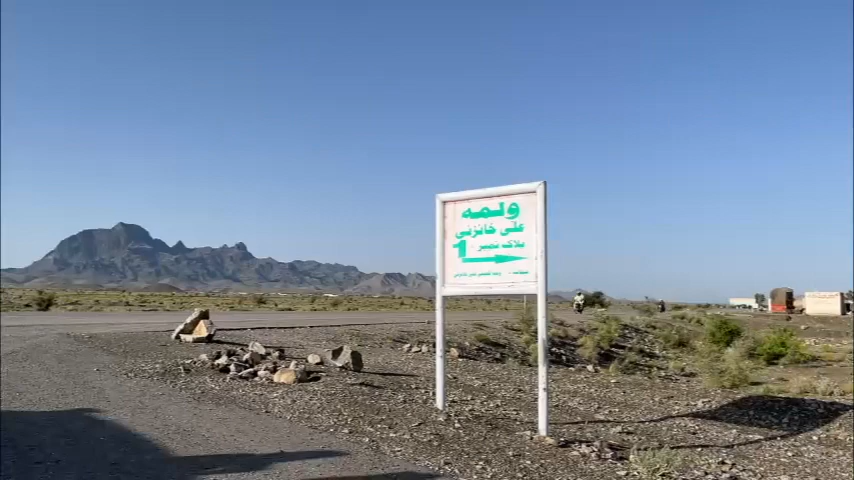 ولمه
علی خانزئی
بلاک نمبر 1